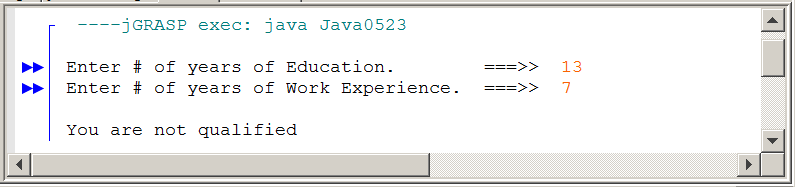 ----jGRASP exec: java Java0523
Enter # of years of Education.        ===>>  13
Enter # of years of Work Experience.  ===>>  7
You are not qualified